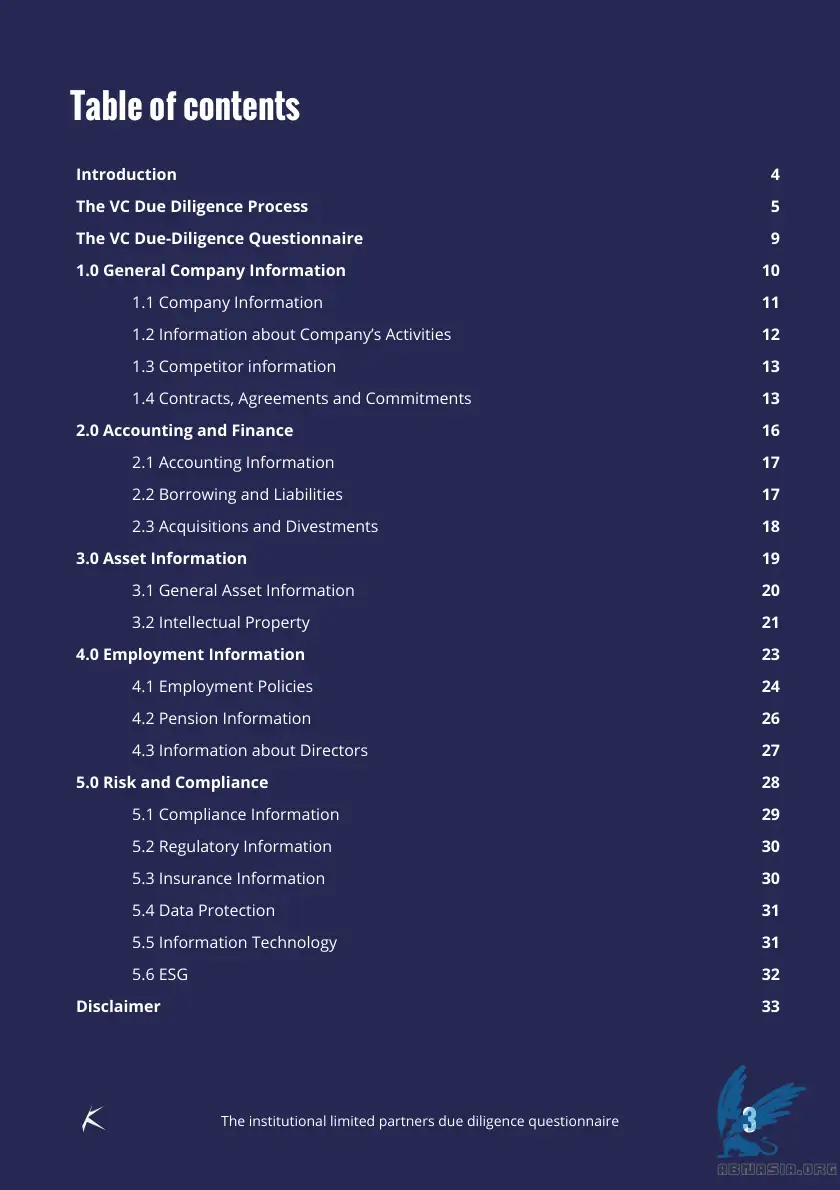 Table of contents
Introduction 4
The VC Due Diligence Process 5
The VC Due-Diligence Questionnaire 9
1.0 General Company Information 10
1.1 Company Information 11
1.2 Information about Company’s Activities 12
1.3 Competitor information 13
1.4 Contracts, Agreements and Commitments 13
2.0 Accounting and Finance 16
2.1 Accounting Information 17
2.2 Borrowing and Liabilities 17
2.3 Acquisitions and Divestments 18
3.0 Asset Information 19
3.1 General Asset Information 20
3.2 Intellectual Property 21
4.0 Employment Information 23
4.1 Employment Policies 24
4.2 Pension Information 26
4.3 Information about Directors 27
5.0 Risk and Compliance 28
5.1 Compliance Information 29
5.2 Regulatory Information 30
5.3 Insurance Information 30
5.4 Data Protection 31
5.5 Information Technology 31
5.6 ESG 32
Disclaimer 33
The institutional limited partners due diligence questionnaire 3
ABNASIA.ORG